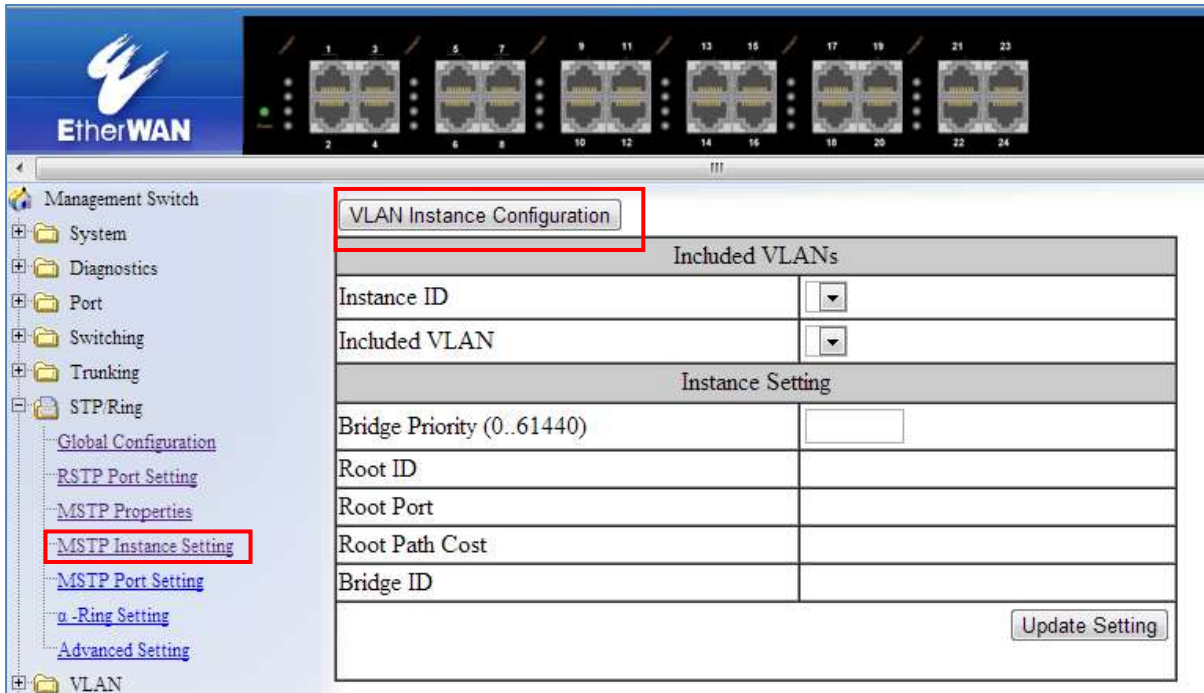 1 3 5 7 9 11 13 15 17 19 21 23
EtherWAN
2 4 6 8 10 12 14 16 18 20 22 24
Management Switch
System
Diagnostics
Port
Switching
Trunking
STP/Ring
Global Configuration
RSTP Port Setting
MSTP Properties
MSTP Instance Setting
MSTP Port Setting
α -Ring Setting
Advanced Setting
VLAN
VLAN Instance Configuration
Included VLANs
Instance ID
Included VLAN
Instance Setting
Bridge Priority (0..61440)
Root ID
Root Port
Root Path Cost
Bridge ID
Update Setting